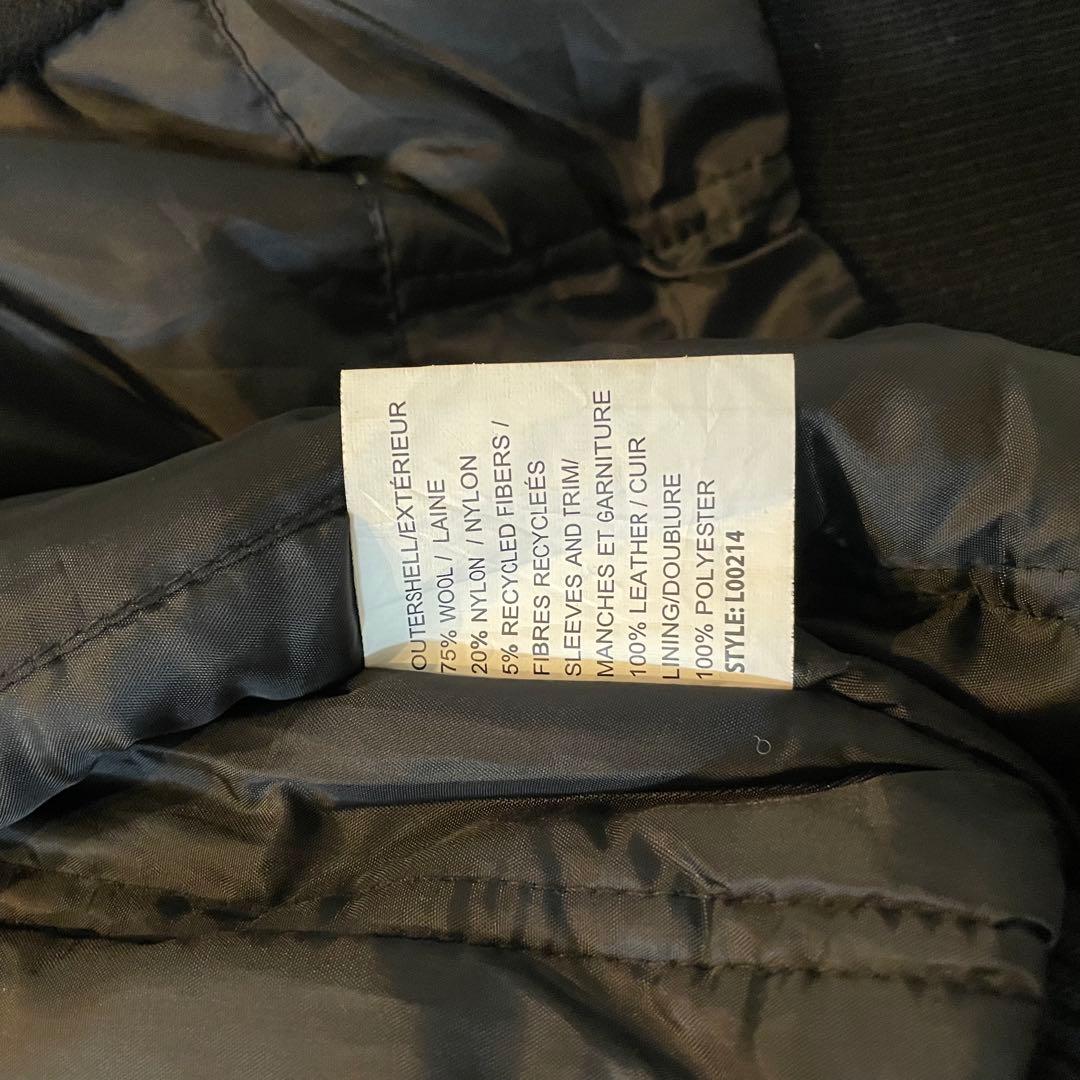 OUTERSHELL/EXTÉRIEUR
75% WOOL / LAINE
20% NYLON / NYLON
5% RECYCLED FIBERS /
FIBRES RECYCLEÉS
SLEEVES AND TRIM/
MANCHES ET GARNITURE
100% LEATHER / CUIR
LINING/DOUBLURE
100% POLYESTER
STYLE: L00214